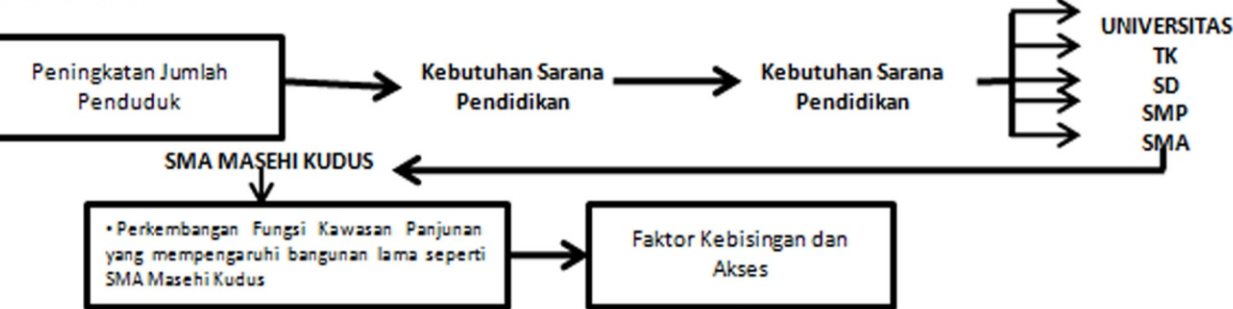 Peningkatan Jumlah
Penduduk
Kebutuhan Sarana
Pendidikan
Kebutuhan Sarana
Pendidikan
UNIVERSITAS
TK
SD
SMP
SMA
SMA MASEHI KUDUS
•Perkembangan Fungsi Kawasan Panjunan
yang mempengaruhi bangunan lama seperti
SMA Masehi Kudus
Faktor Kebisingan dan
Akses